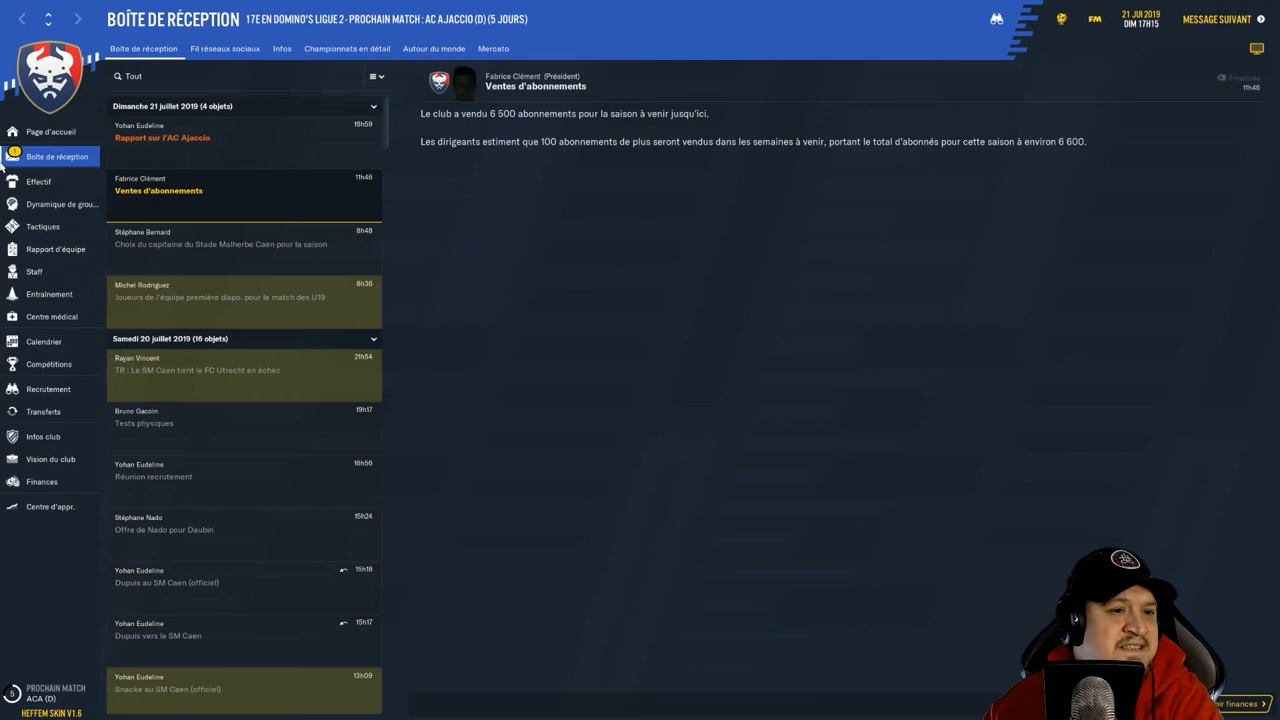 BOÎTE DE RÉCEPTION
17E EN DOMINO'S LIGUE 2 - PROCHAIN MATCH : AC AJACCIO (D) (5 JOURS)
FM
21 JUI 2019
DIM 17H15
MESSAGE SUIVANT
Boîte de réception
Fil réseaux sociaux
Infos
Championnats en détail
Autour du monde
Mercato
Tout
Page d'accueil
1
Boîte de réception
Effectif
Dynamique de grou...
Tactiques
Rapport d'équipe
Staff
Entraînement
Centre médical
Calendrier
Compétitions
Recrutement
Transferts
Infos club
Vision du club
Finances
Centre d'appr.
5
PROCHAIN MATCH
ACA (D)
HEFFEM SKIN V1.6
Dimanche 21 juillet 2019 (4 objets)
Yohan Eudeline 16h59
Rapport sur l'AC Ajaccio
Fabrice Clément 11h46
Ventes d'abonnements
Stéphane Bernard 8h48
Choix du capitaine du Stade Malherbe Caen pour la saison
Michel Rodriguez 8h36
Joueurs de l'équipe première dispo. pour le match des U19
Samedi 20 juillet 2019 (16 objets)
Rayan Vincent 21h54
TR : Le SM Caen tient le FC Utrecht en échec
Bruno Gacoin 19h17
Tests physiques
Yohan Eudeline 16h56
Réunion recrutement
Stéphane Nado 15h24
Offre de Nado pour Daubin
Yohan Eudeline 15h18
Dupuis au SM Caen (officiel)
Yohan Eudeline 15h17
Dupuis vers le SM Caen
Yohan Eudeline 13h09
Snacke au SM Caen (officiel)
Fabrice Clément (Président)
Ventes d'abonnements
Finances
11h46
Le club a vendu 6 500 abonnements pour la saison à venir jusqu'ici.
Les dirigeants estiment que 100 abonnements de plus seront vendus dans les semaines à venir, portant le total d'abonnés pour cette saison à environ 6 600.
finances